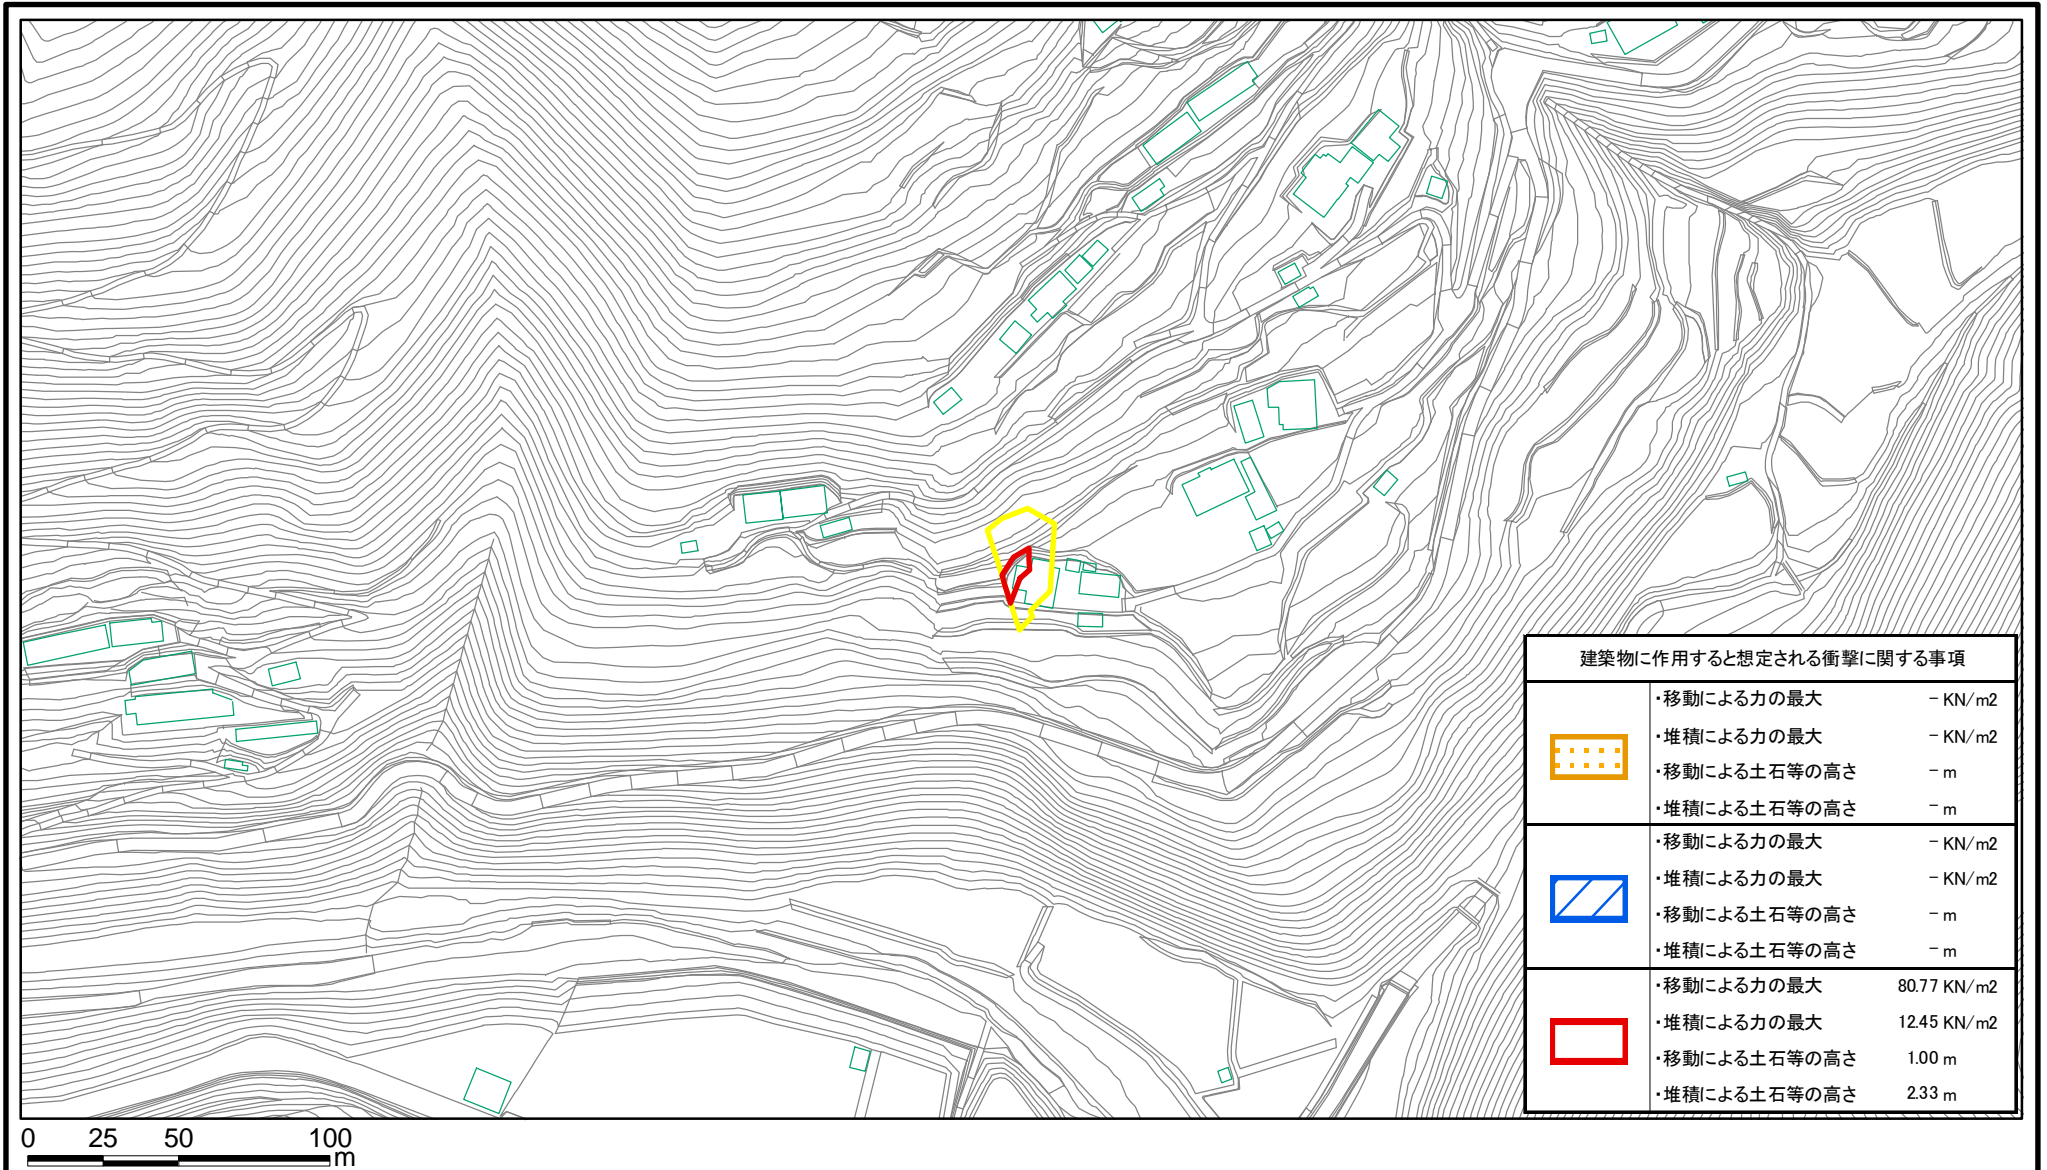 建築物に作用すると想定される衝撃に関する事項
・移動による力の最大 - KN/m2
・堆積による力の最大 - KN/m2
・移動による土石等の高さ - m
・堆積による土石等の高さ - m
・移動による力の最大 - KN/m2
・堆積による力の最大 - KN/m2
・移動による土石等の高さ - m
・堆積による土石等の高さ - m
・移動による力の最大 80.77 KN/m2
・堆積による力の最大 12.45 KN/m2
・移動による土石等の高さ 1.00 m
・堆積による土石等の高さ 2.33 m
0 25 50 100
m